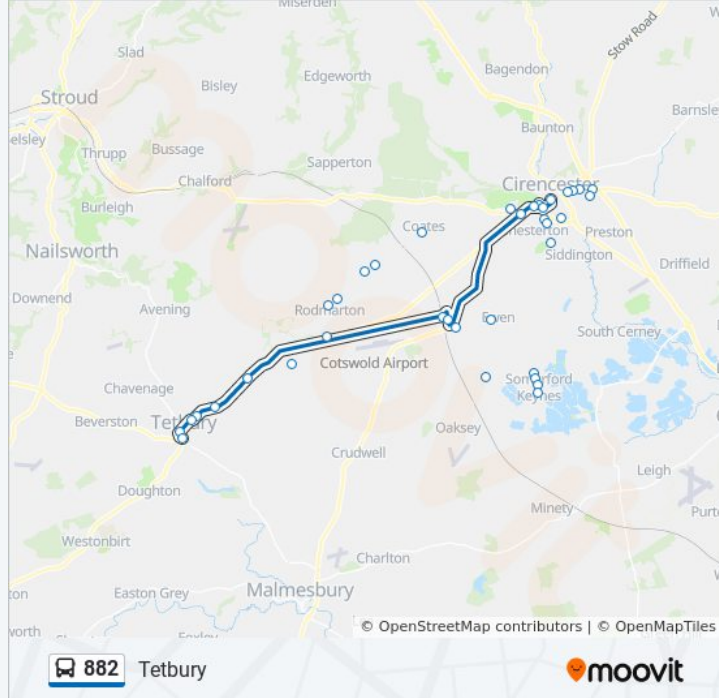 Miserden
Slad
Stow Road
Edgeworth
Bagendon
Bisley
Stroud
Barnsle
Baunton
elsley
Thrupp
Bussage
Sapperton
Chalford
Cirencester
Burleigh
Coates
Chesterton
Preston
Nailsworth
Siddington
Driffield
Downend
Avening
Rodmarton
Ewen
South Cerney
Cotswold Airport
Chavenage
Somerford
Keynes
Beverston
Tetbury
Oaksey
Crudwell
Leigh
Doughton
Minety
Purto
Westonbirt
Charlton
ton
Easton Grey
Malmesbury
worth
Foxley
© OpenStreetMap contributors | © OpenMapTiles
882 Tetbury
moovit